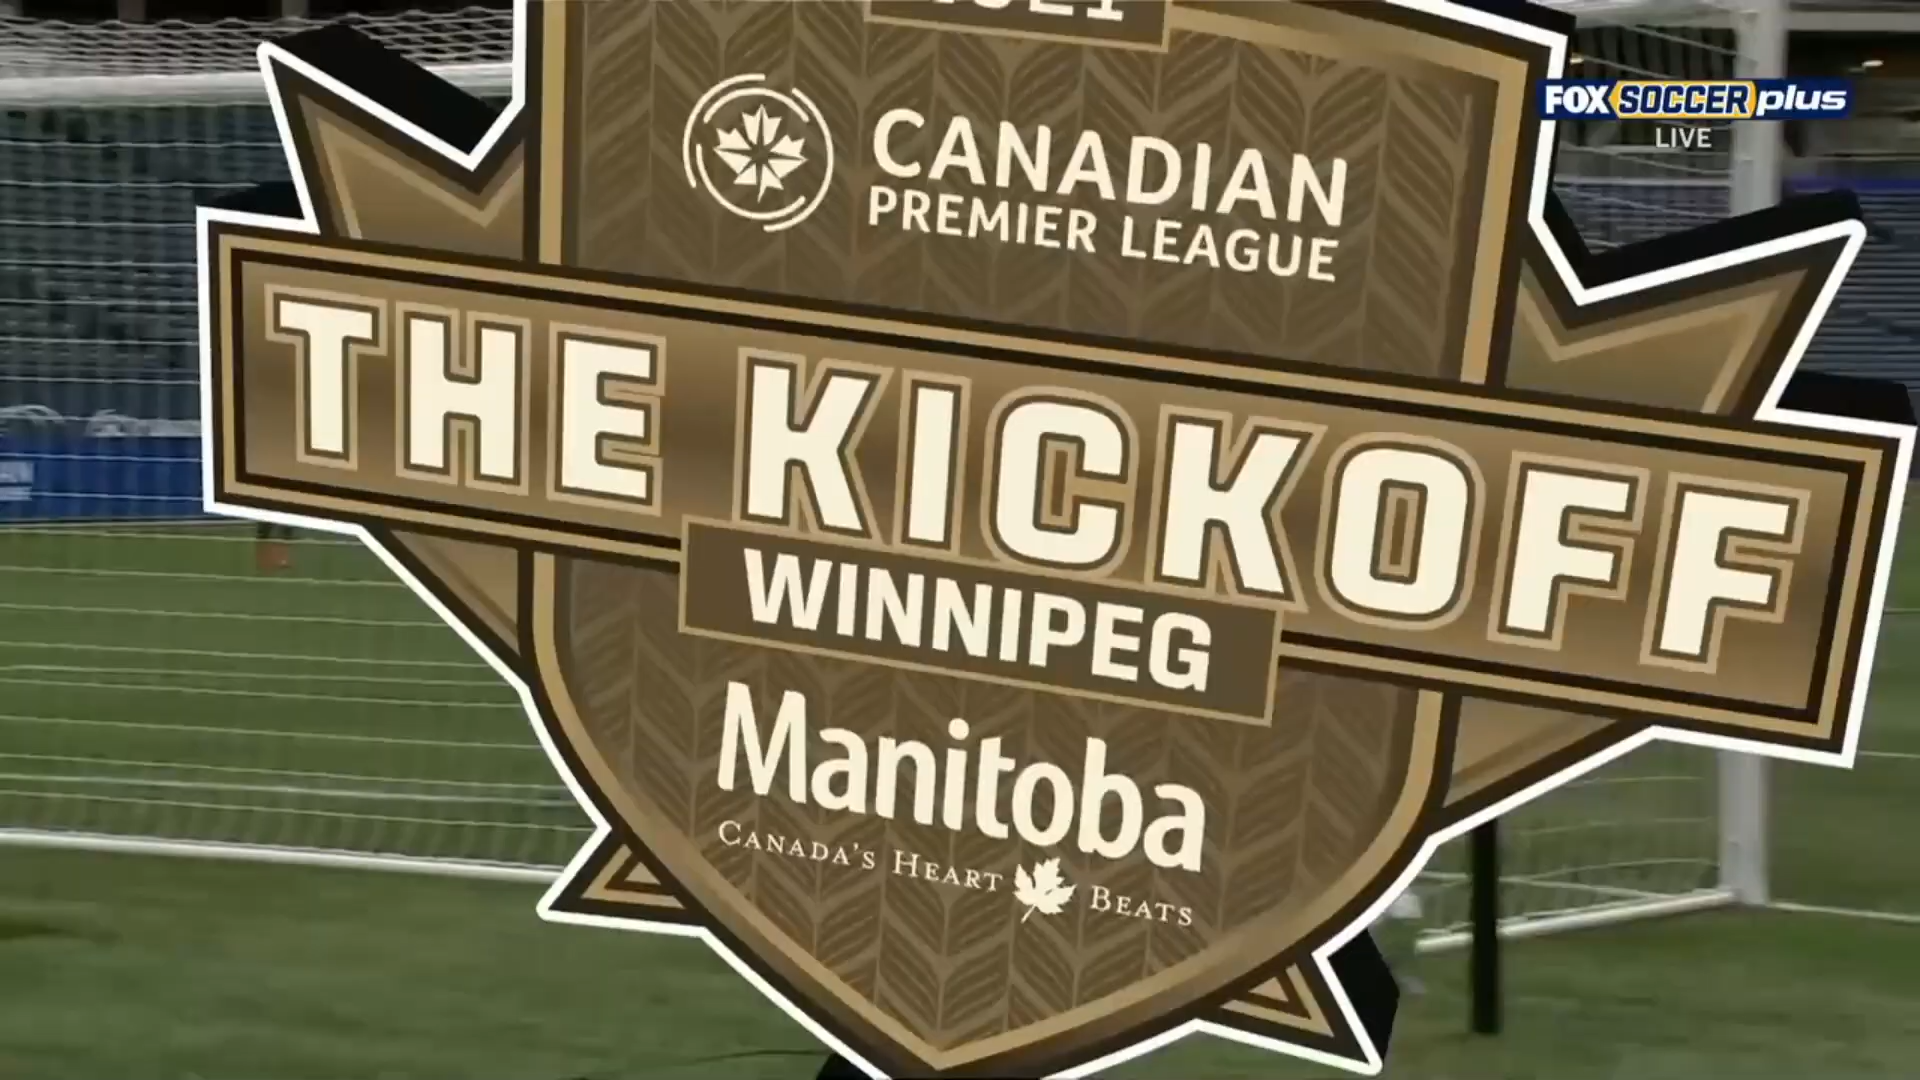 FOX SOCCER plus
LIVE
CANADIAN
PREMIER LEAGUE
THE KICKOFF
WINNIPEG
Manitoba
CANADA'S HEART BEATS